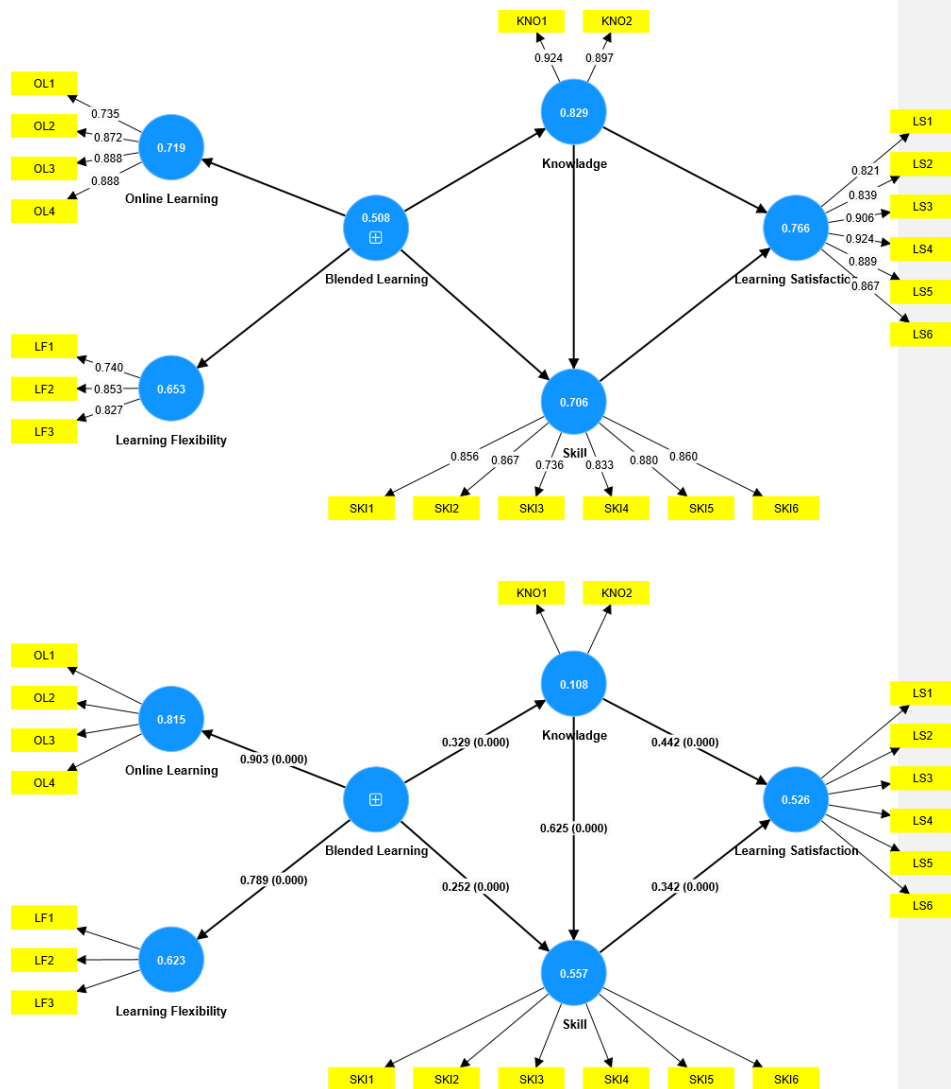 KNO1 KNO2
0.924 0.897
OL1
OL2
OL3
OL4
0.735
0.872
0.888
0.888
0.719
Online Learning
0.829
Knowladge
0.508
Blended Learning
LS1
LS2
LS3
LS4
LS5
LS6
0.821
0.839
0.906
0.924
0.889
0.867
0.766
Learning Satisfaction
LF1
LF2
LF3
0.740
0.853
0.827
0.653
Learning Flexibility
0.706
Skill
0.856 0.867 0.736 0.833 0.880 0.860
SKI1 SKI2 SKI3 SKI4 SKI5 SKI6
KNO1 KNO2
OL1
OL2
OL3
OL4
0.815
Online Learning
0.903 (0.000)
0.108
Knowladge
0.329 (0.000)
0.442 (0.000)
Blended Learning
0.625 (0.000)
LS1
LS2
LS3
LS4
LS5
LS6
0.526
Learning Satisfaction
0.789 (0.000)
0.252 (0.000)
0.342 (0.000)
LF1
LF2
LF3
0.623
Learning Flexibility
0.557
Skill
SKI1 SKI2 SKI3 SKI4 SKI5 SKI6